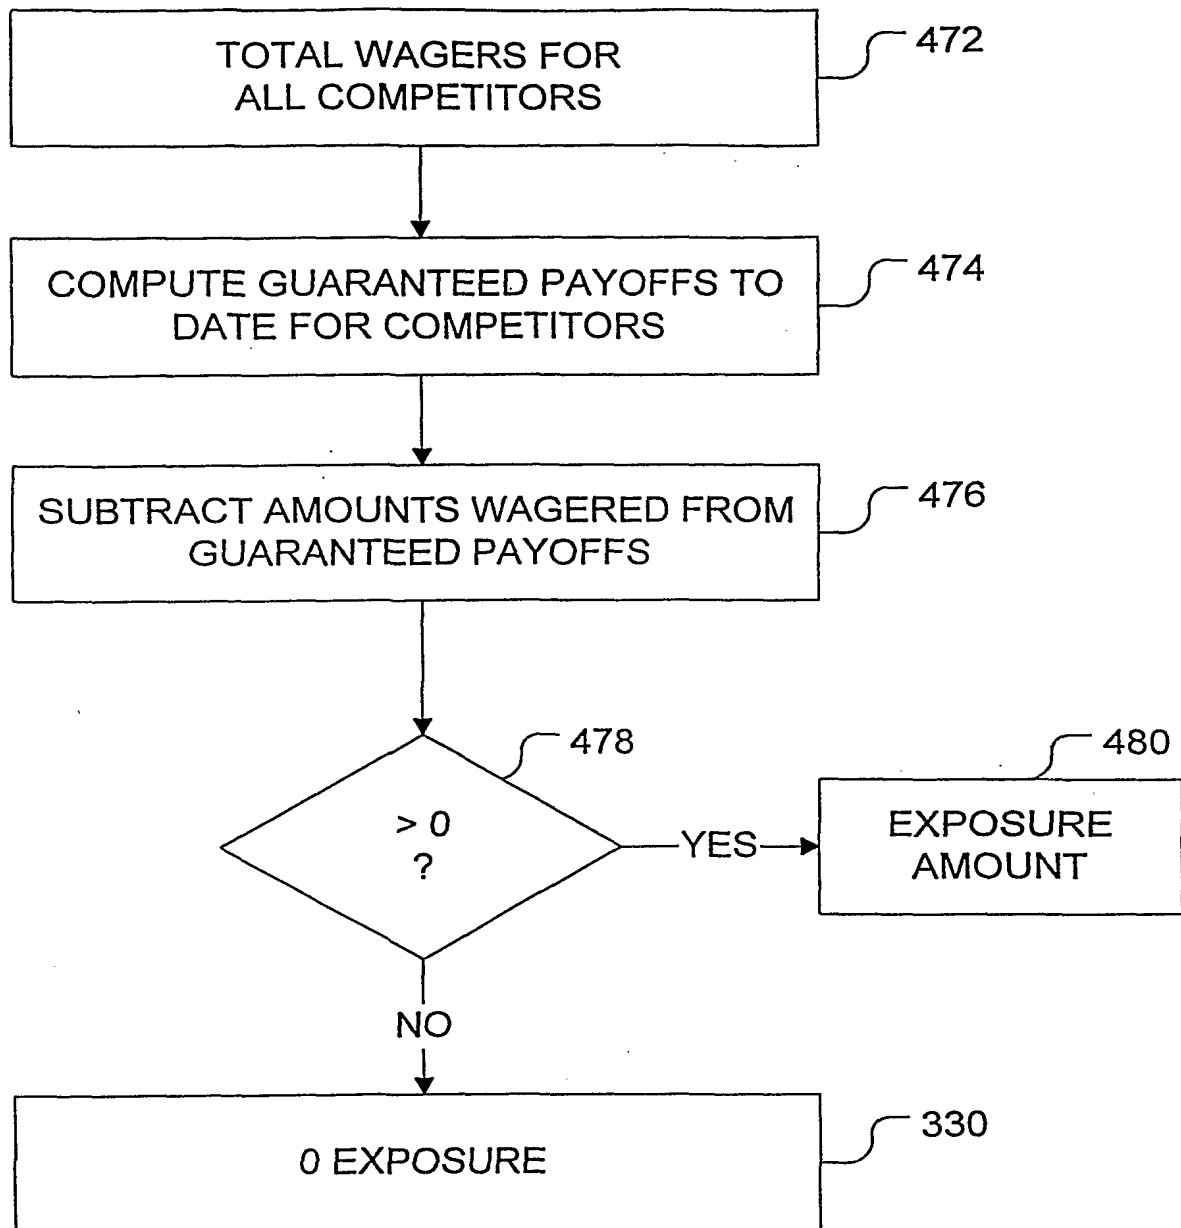 TOTAL WAGERS FOR
ALL COMPETITORS
472
COMPUTE GUARANTEED PAYOFFS TO
DATE FOR COMPETITORS
474
SUBTRACT AMOUNTS WAGERED FROM
GUARANTEED PAYOFFS
476
478
> 0
?
YES
480
EXPOSURE
AMOUNT
NO
0 EXPOSURE
330